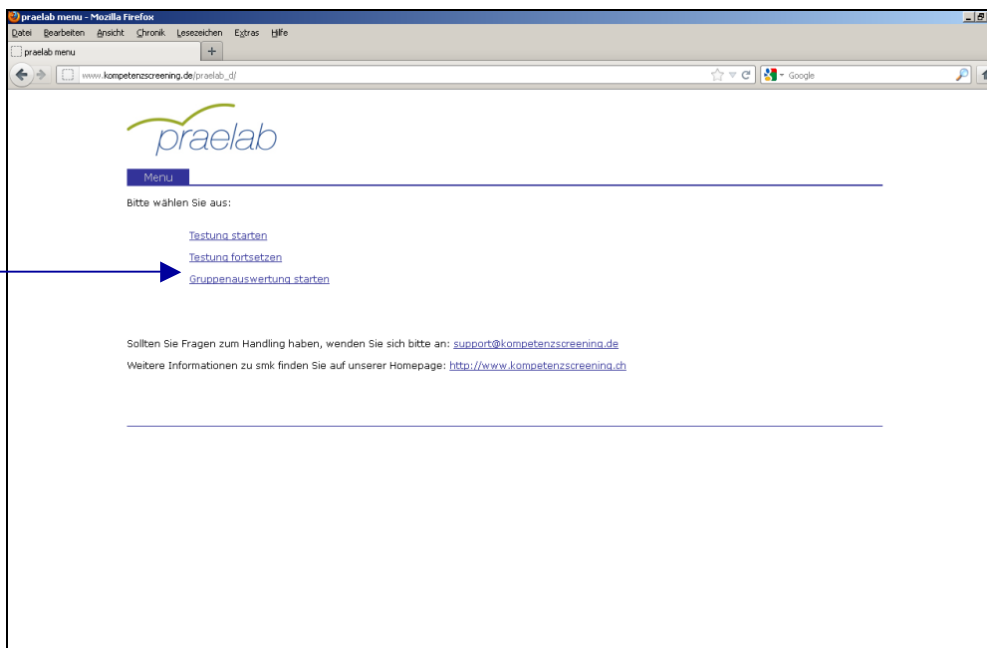 praelab menu - Mozilla Firefox
Datei Bearbeiten Ansicht Chronik Lesezeichen Extras Hilfe
praelab menu +
www.kompetenzscreening.de/praelab_d/ Google
praelab
Menu
Bitte wählen Sie aus:
Testung starten
Testung fortsetzen
Gruppenauswertung starten
Sollten Sie Fragen zum Handling haben, wenden Sie sich bitte an: support@kompetenzscreening.de
Weitere Informationen zu smk finden Sie auf unserer Homepage: http://www.kompetenzscreening.ch